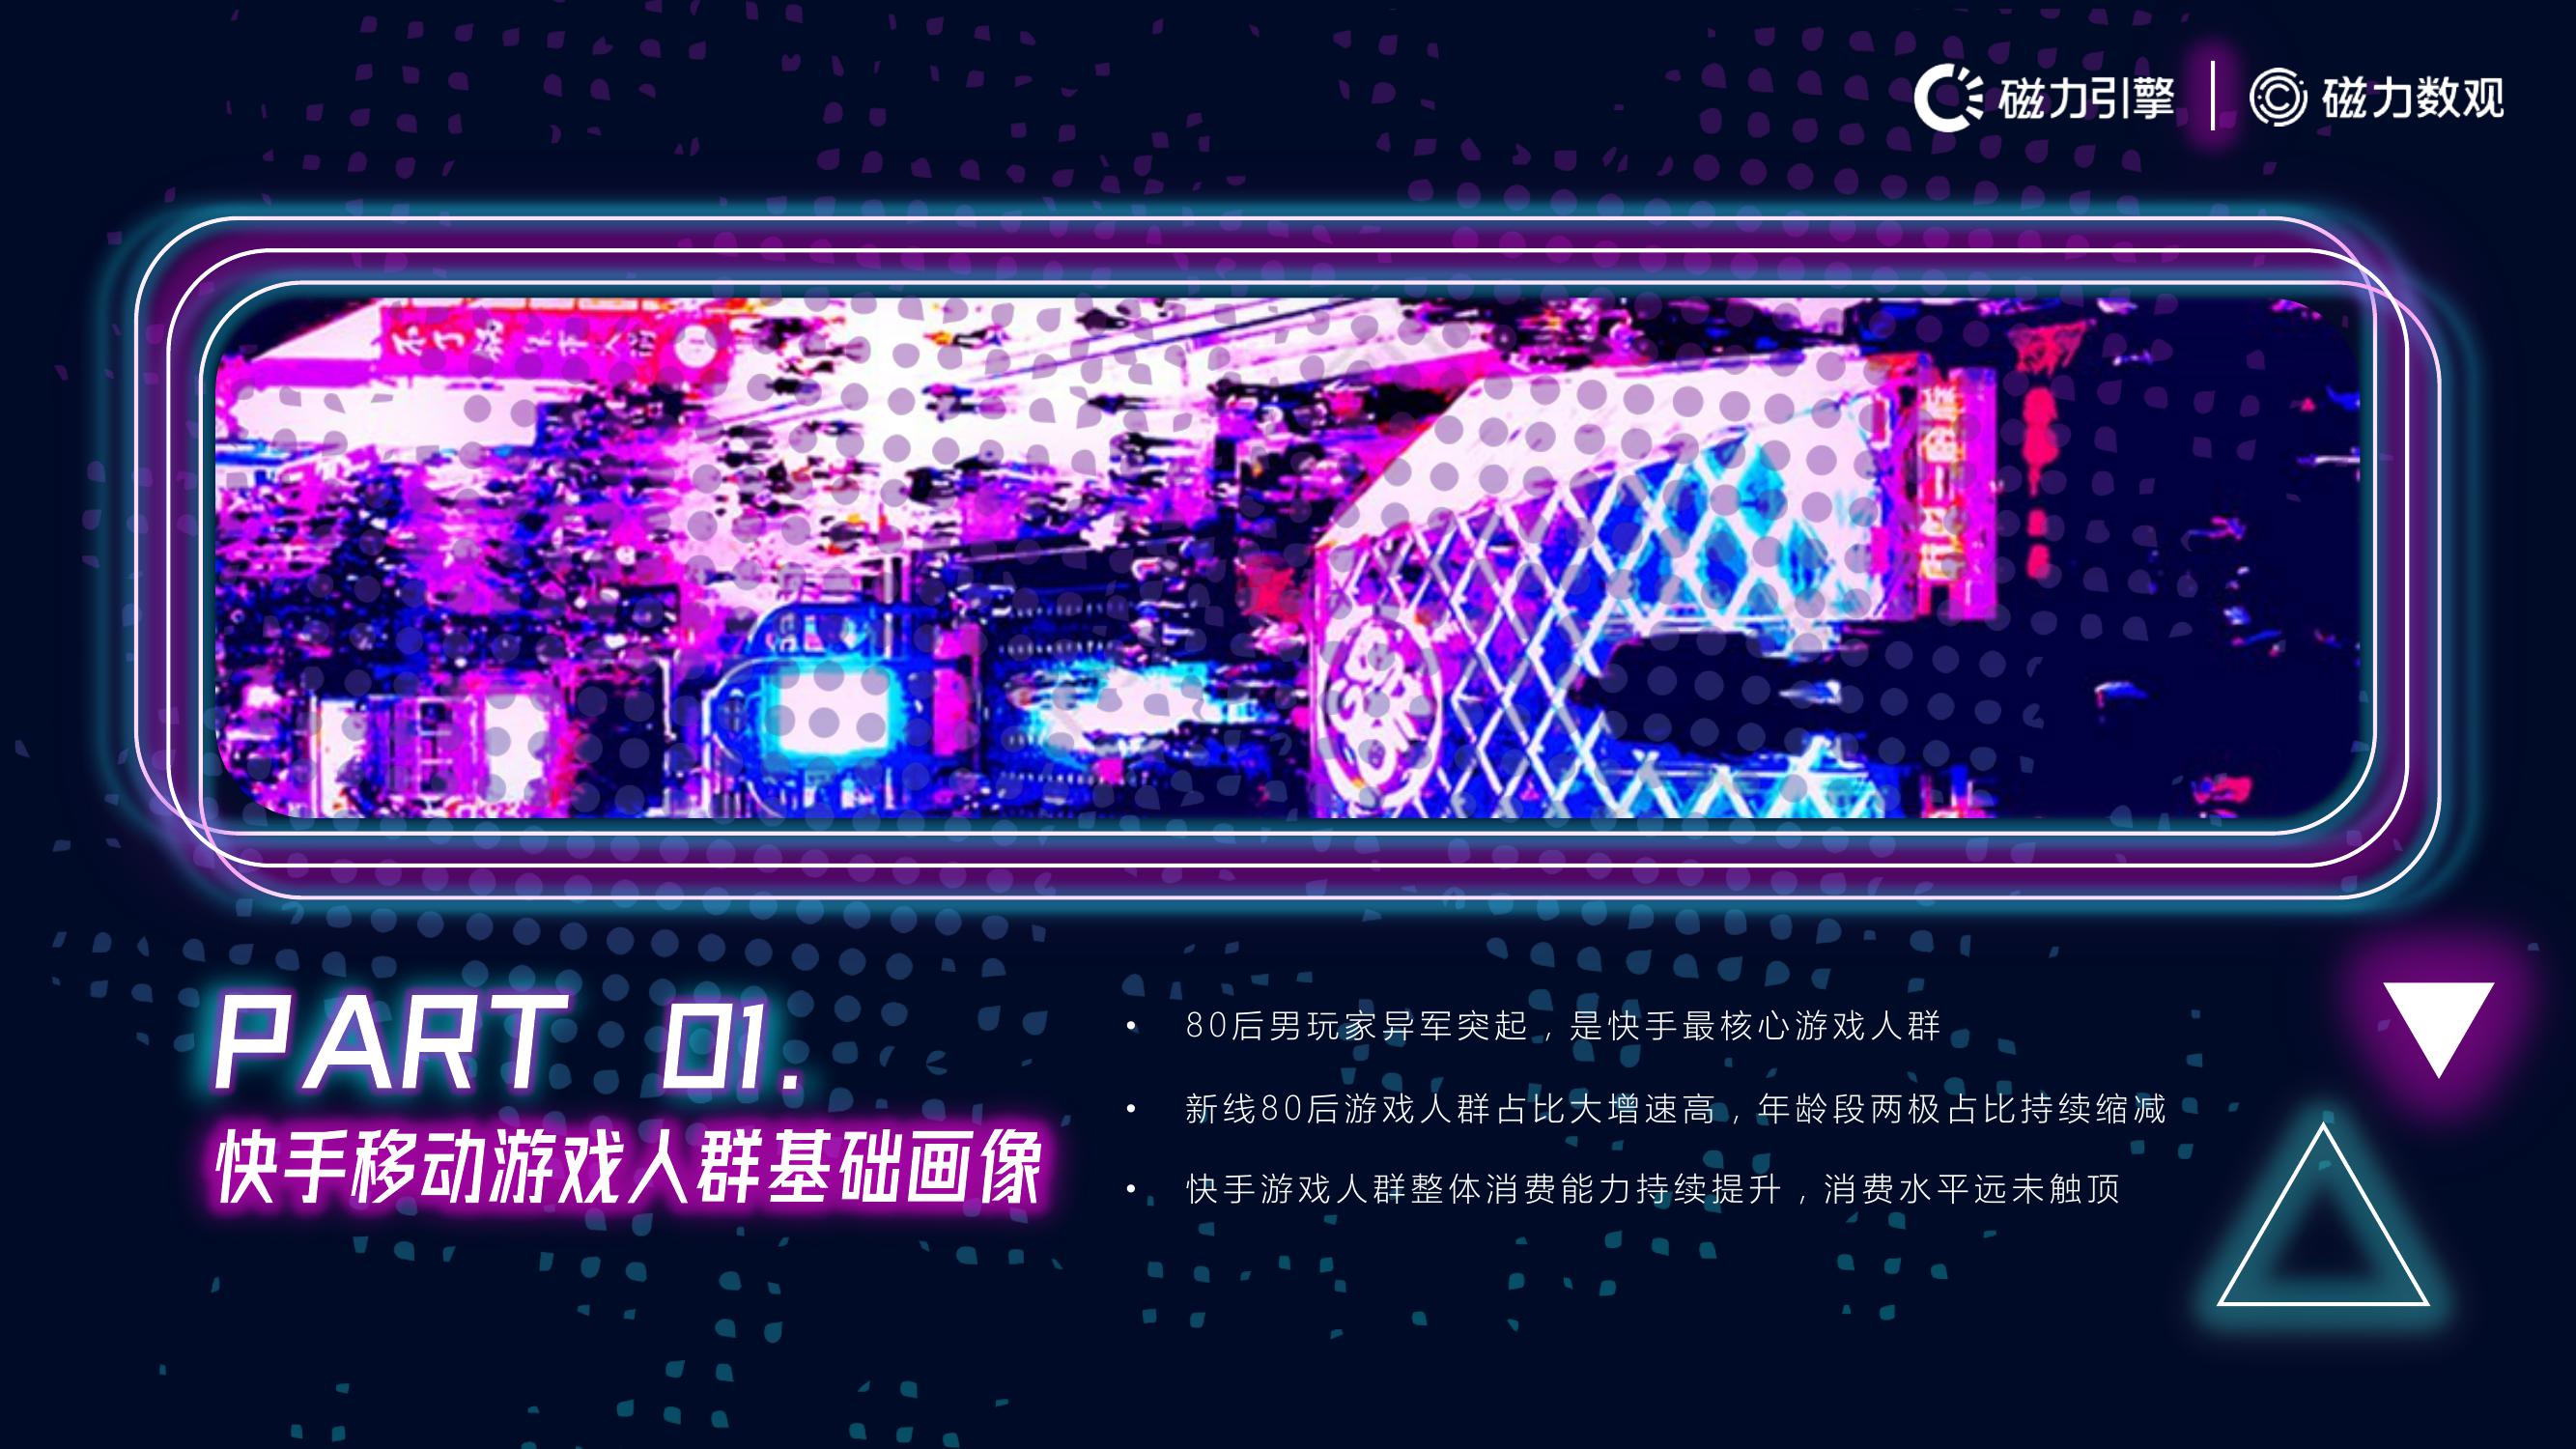 磁力引擎
磁力数观
PART 01.
快手移动游戏人群基础画像
• 80后男玩家异军突起，是快手最核心游戏人群
• 新线80后游戏人群占比大增速高，年龄段两极占比持续缩减
• 快手游戏人群整体消费能力持续提升，消费水平远未触顶